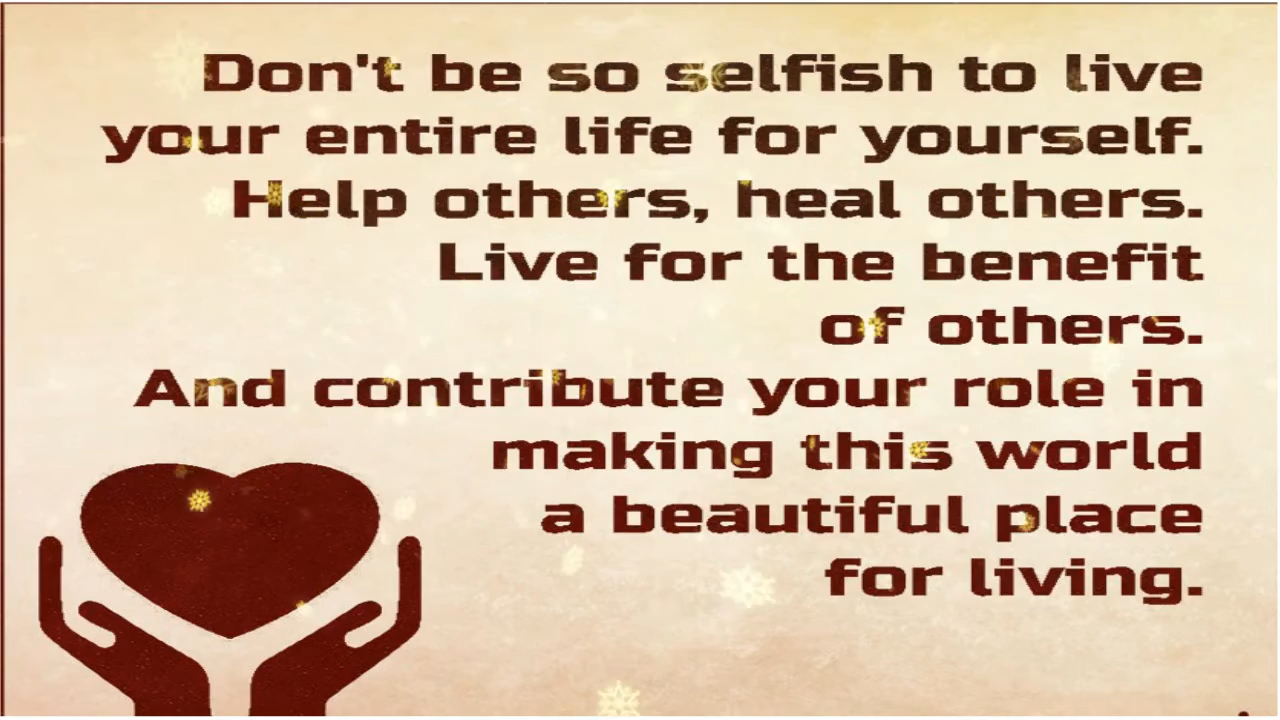 Don't be so selfish to live
your entire life for yourself.
Help others, heal others.
Live for the benefit
of others.
And contribute your role in
making this world
a beautiful place
for living.